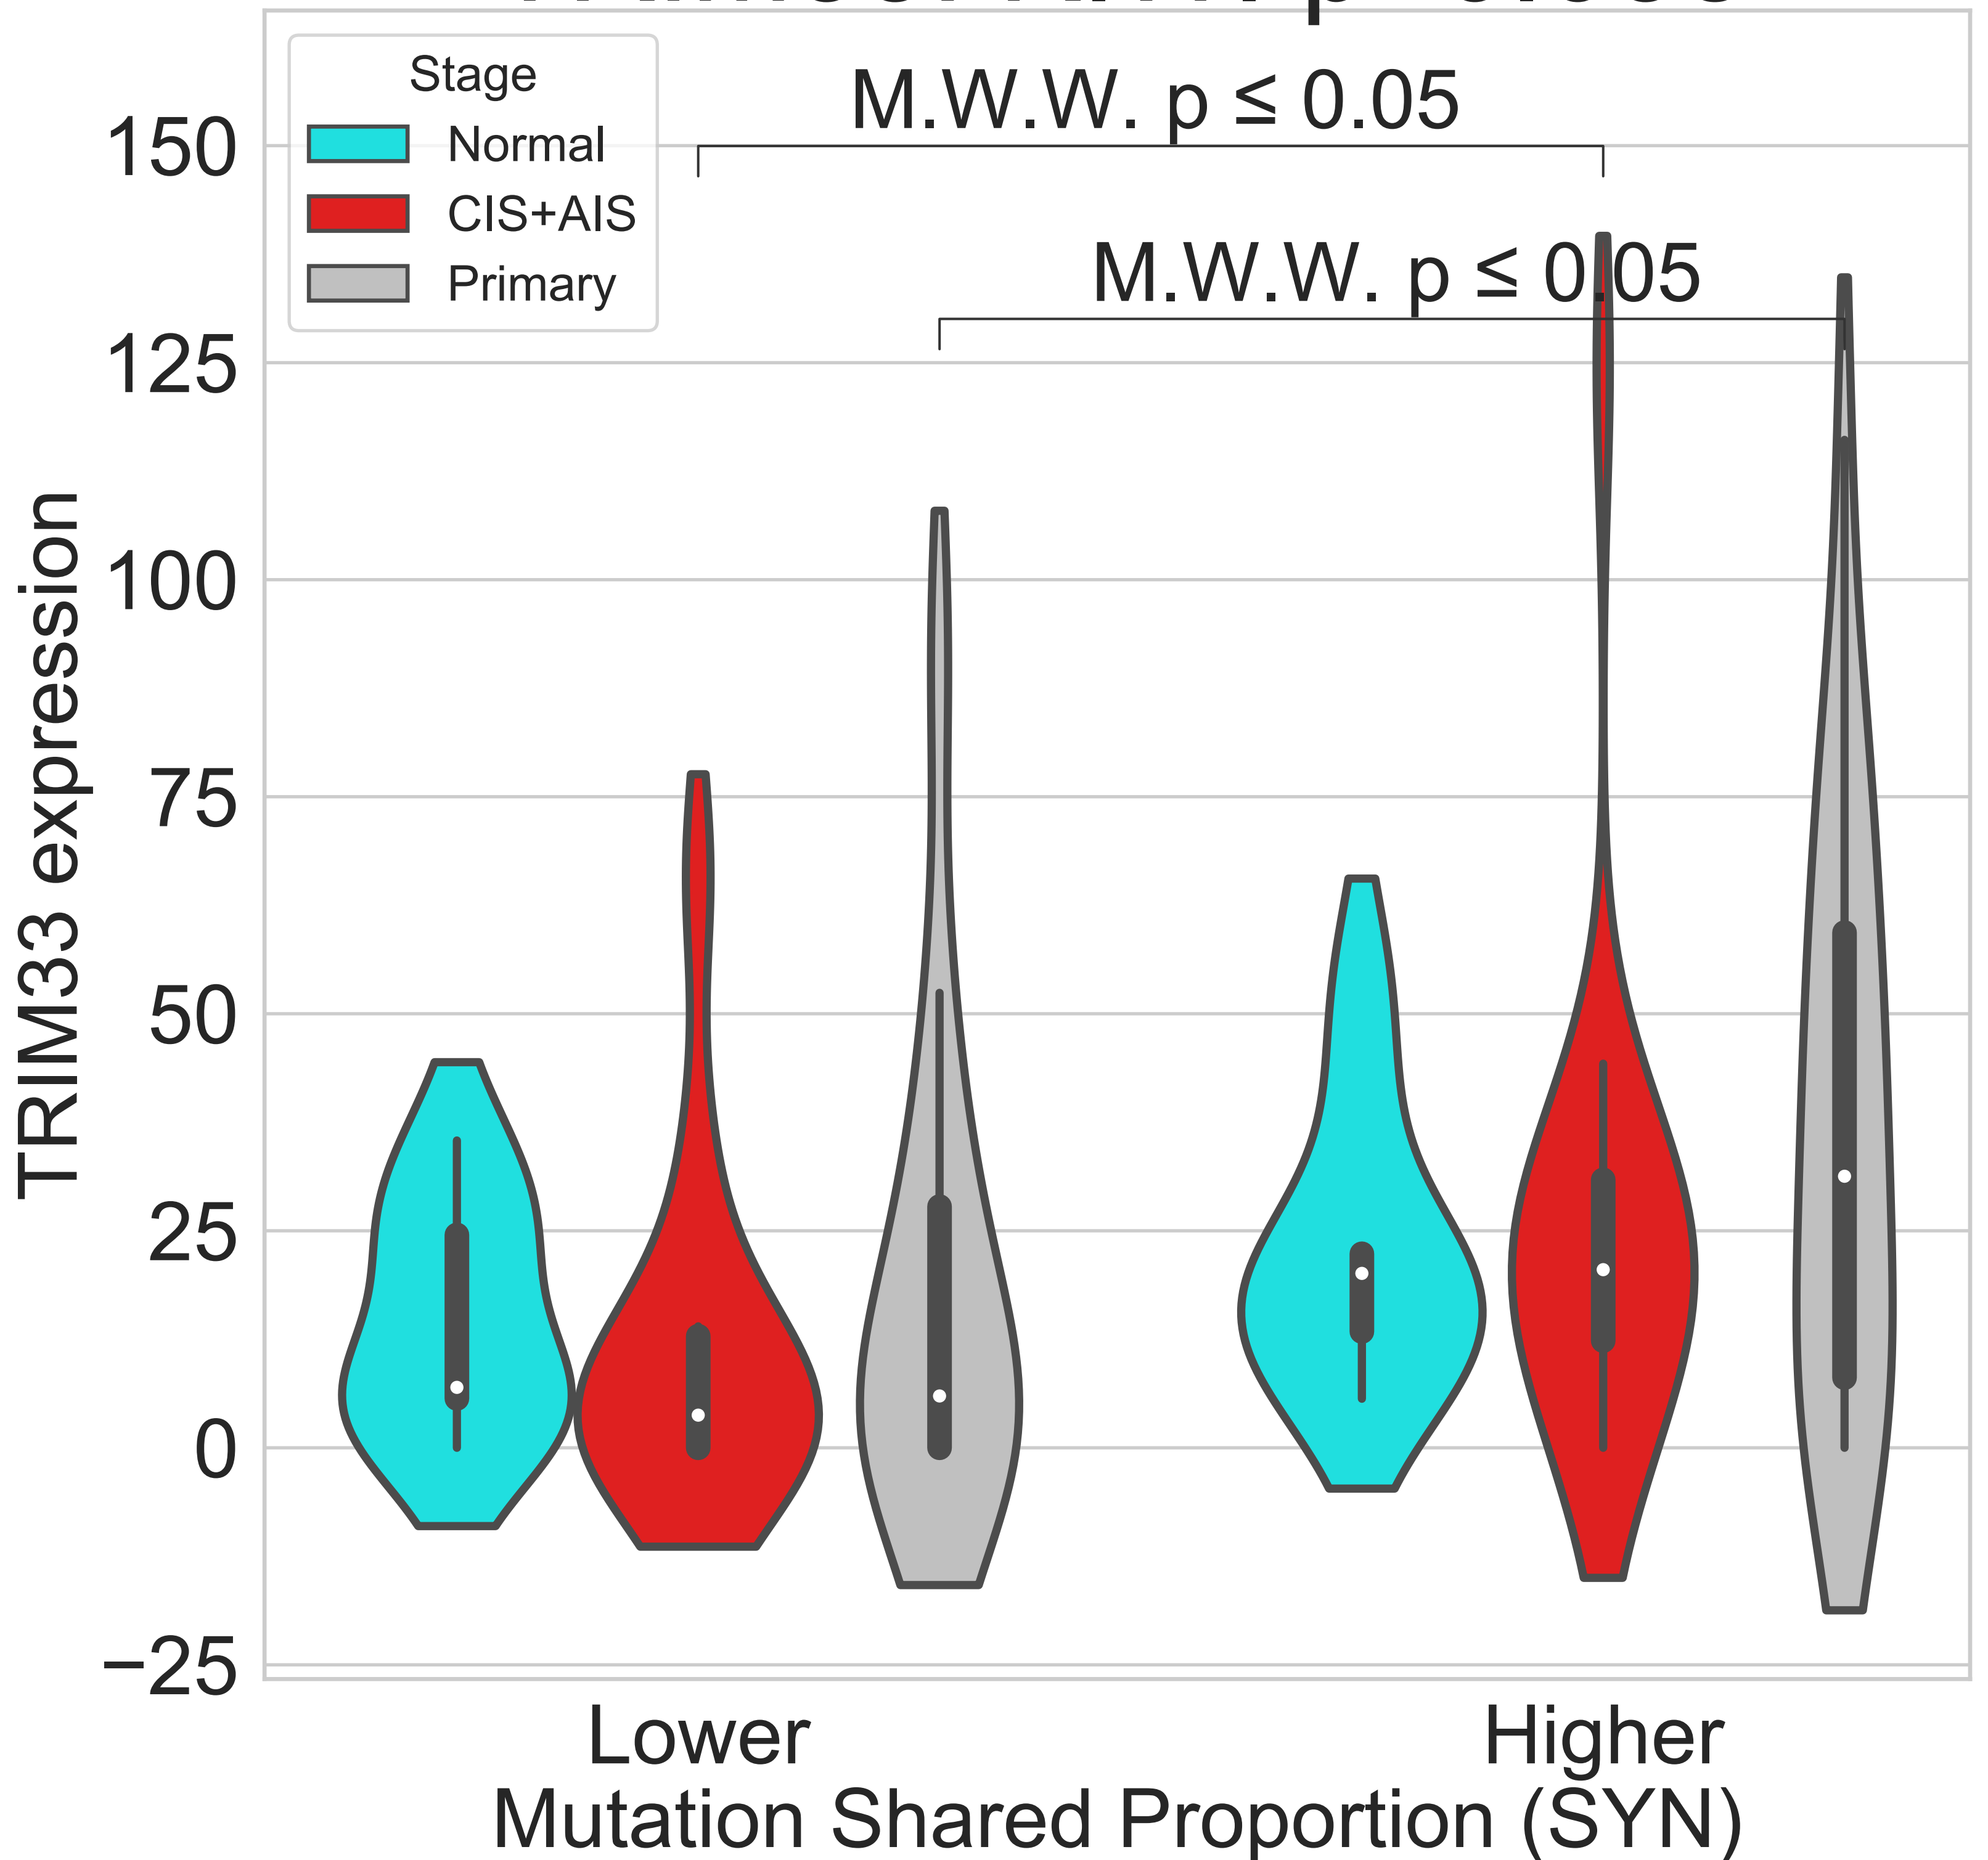 Stage
Normal
CIS+AIS
Primary
M.W.W. p ≤ 0.05
M.W.W. p ≤ 0.05
150
125
100
75
50
25
0
−25
TRIM33 expression
Lower
Higher
Mutation Shared Proportion (SYN)